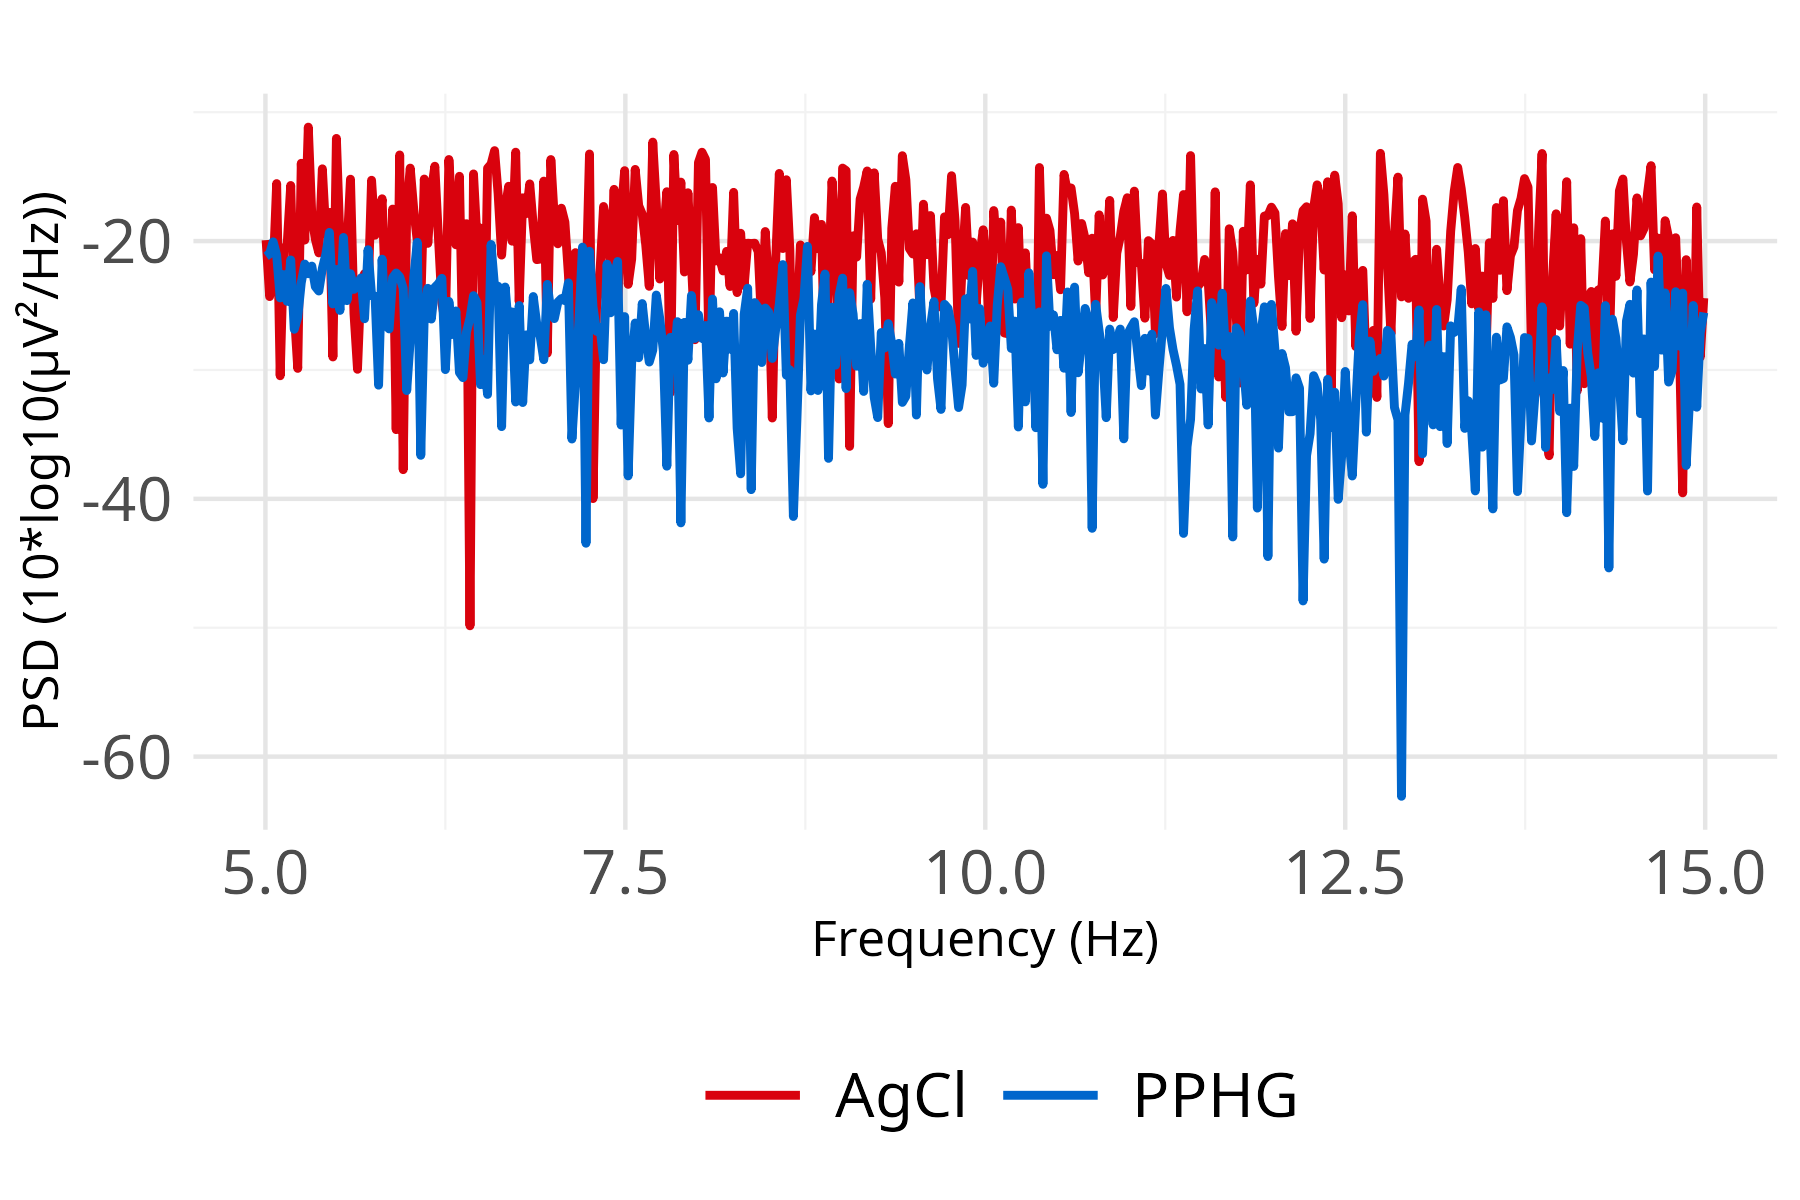 PSD (10*log10(µV²/Hz))
-20
-40
-60
5.0 7.5 10.0 12.5 15.0
Frequency (Hz)
AgCl PPHG